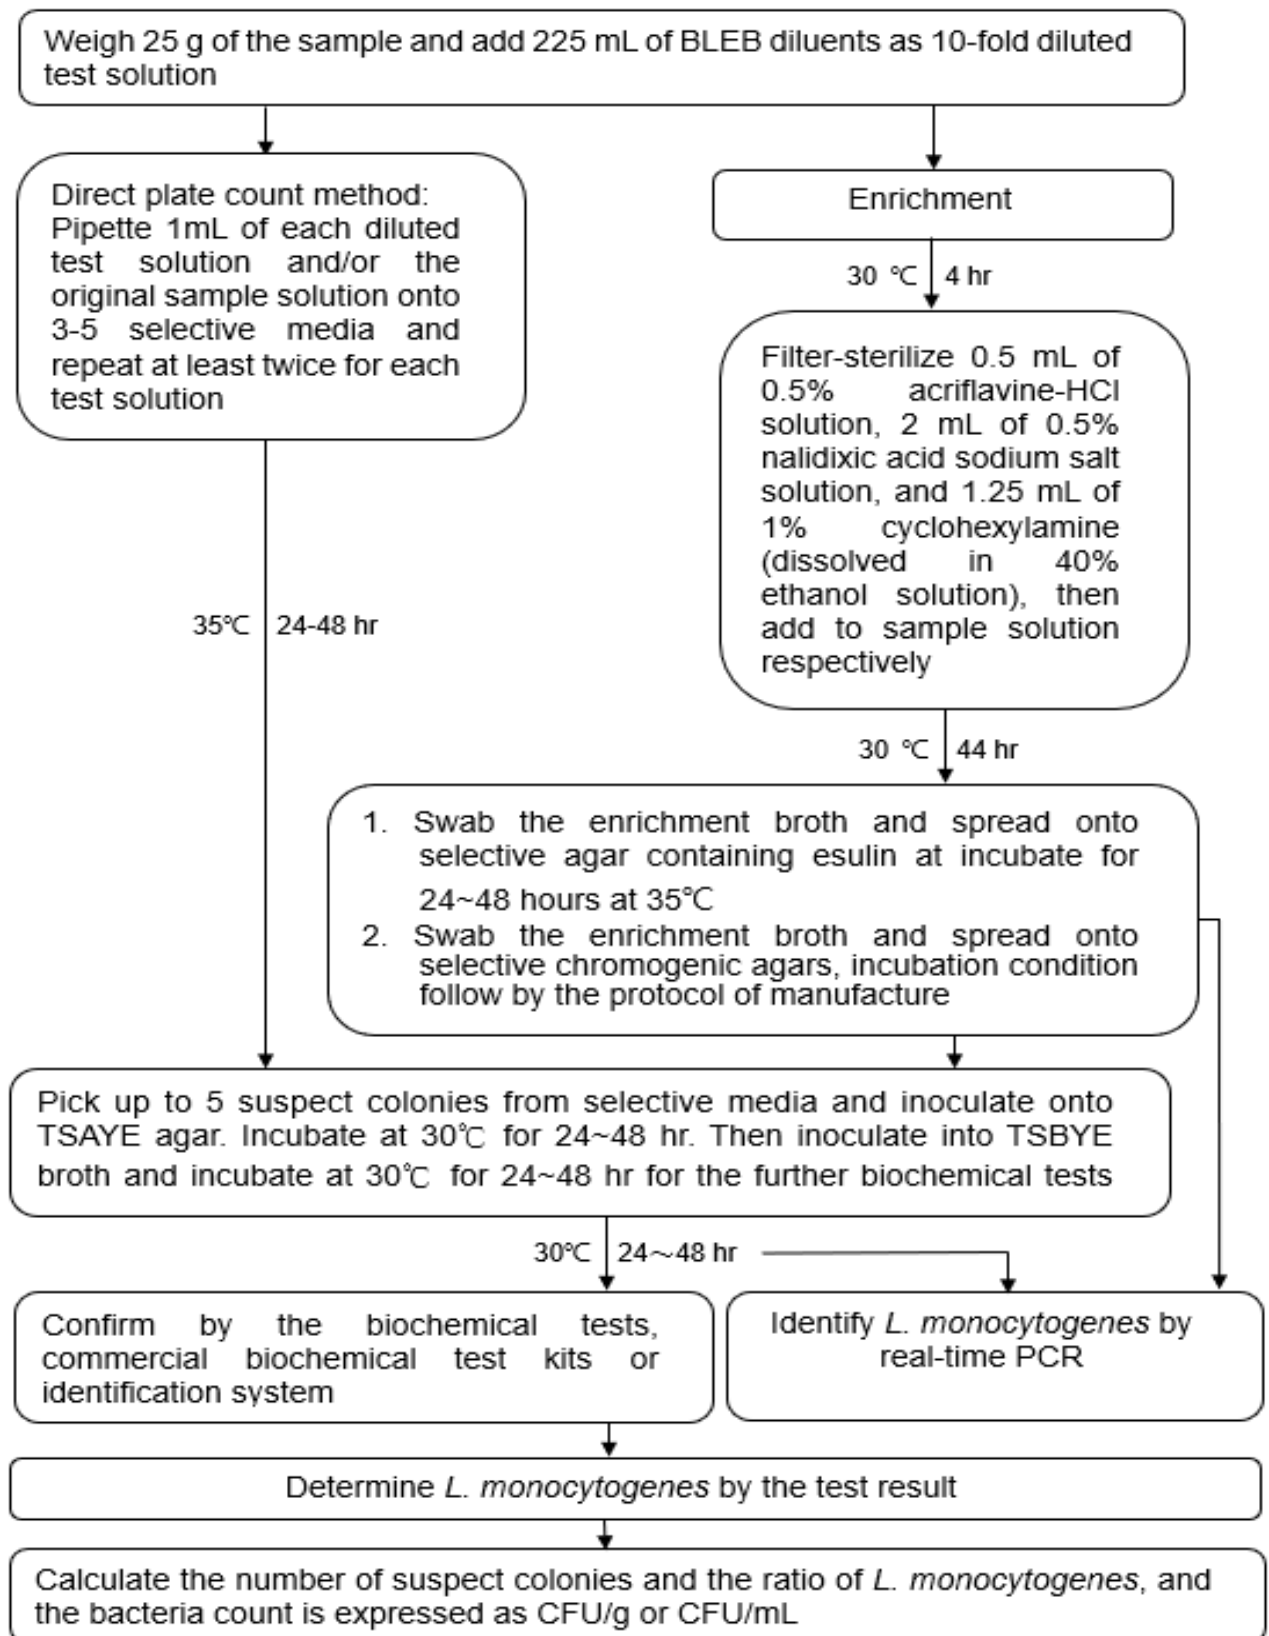 Weigh 25 g of the sample and add 225 mL of BLEB diluents as 10-fold diluted
test solution
Direct plate count method:
Pipette 1mL of each diluted
test solution and/or the
original sample solution onto
3-5 selective media and
repeat at least twice for each
test solution
Enrichment
30 ℃ 4 hr
Filter-sterilize 0.5 mL of
0.5% acriflavine-HCl
solution, 2 mL of 0.5%
nalidixic acid sodium salt
solution, and 1.25 mL of
1% cyclohexylamine
(dissolved in 40%
ethanol solution), then
add to sample solution
respectively
35℃ 24-48 hr
30 ℃ 44 hr
1. Swab the enrichment broth and spread onto
selective agar containing esulin at incubate for
24~48 hours at 35℃
2. Swab the enrichment broth and spread onto
selective chromogenic agars, incubation condition
follow by the protocol of manufacture
Pick up to 5 suspect colonies from selective media and inoculate onto
TSAYE agar. Incubate at 30℃ for 24~48 hr. Then inoculate into TSBYE
broth and incubate at 30℃ for 24~48 hr for the further biochemical tests
30℃ 24～48 hr
Confirm by the biochemical tests,
commercial biochemical test kits or
identification system
Identify L. monocytogenes by
real-time PCR
Determine L. monocytogenes by the test result
Calculate the number of suspect colonies and the ratio of L. monocytogenes, and
the bacteria count is expressed as CFU/g or CFU/mL